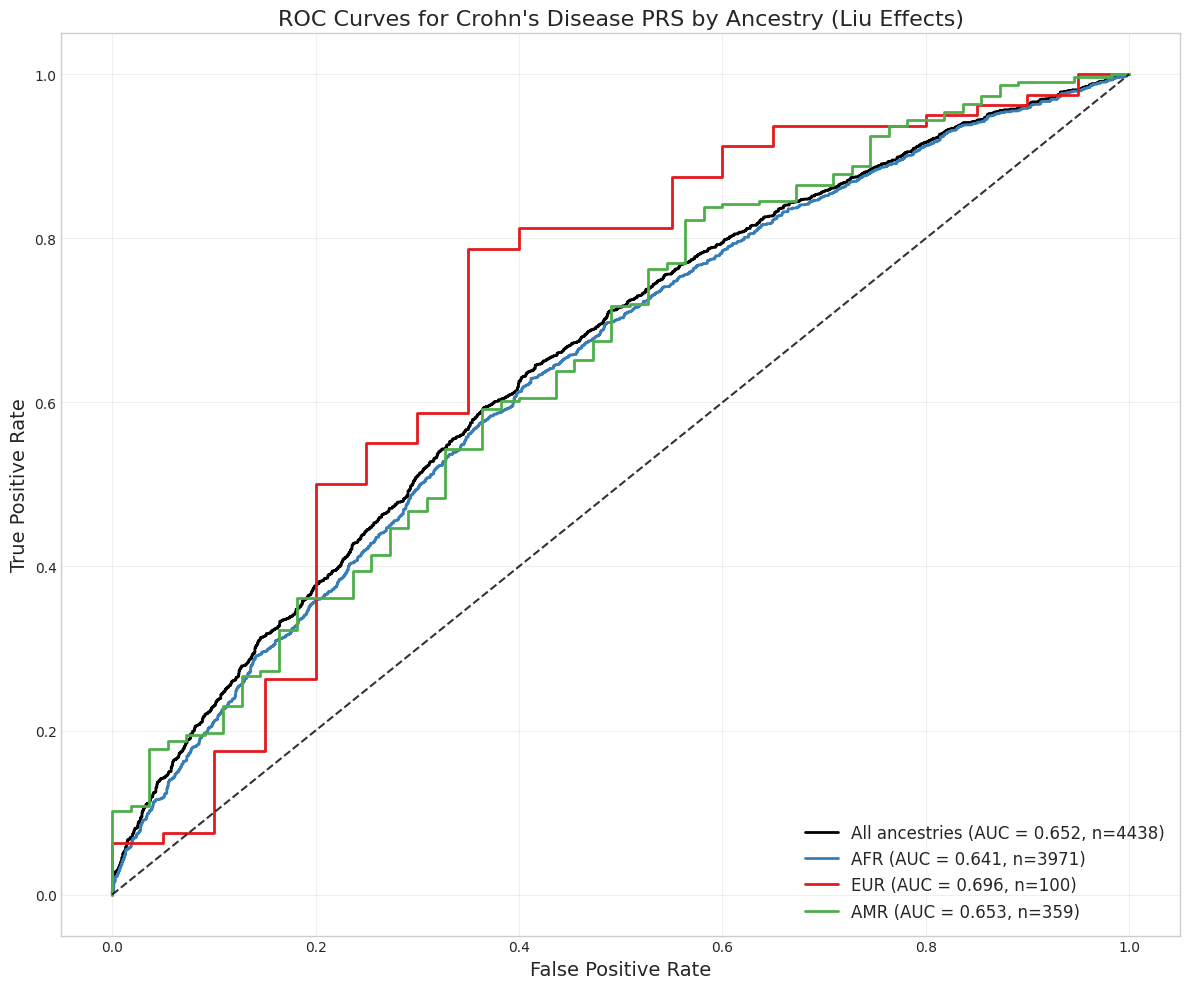 ROC Curves for Crohn's Disease PRS by Ancestry (Liu Effects)
True Positive Rate
1.0
0.8
0.6
0.4
0.2
0.0
All ancestries (AUC = 0.652, n=4438)
AFR (AUC = 0.641, n=3971)
EUR (AUC = 0.696, n=100)
AMR (AUC = 0.653, n=359)
0.0 0.2 0.4 0.6 0.8 1.0
False Positive Rate